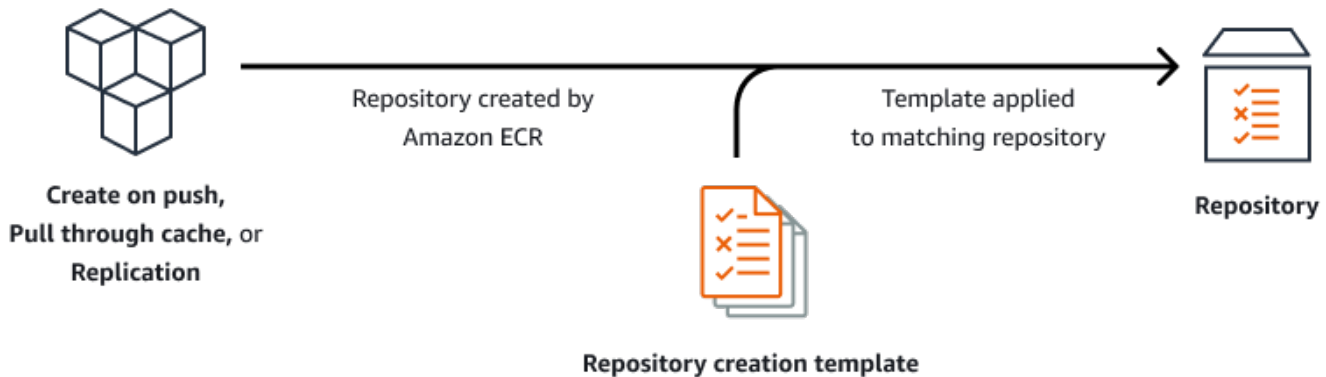 Repository created by
Amazon ECR
Template applied
to matching repository
Create on push,
Pull through cache, or
Replication
Repository
Repository creation template